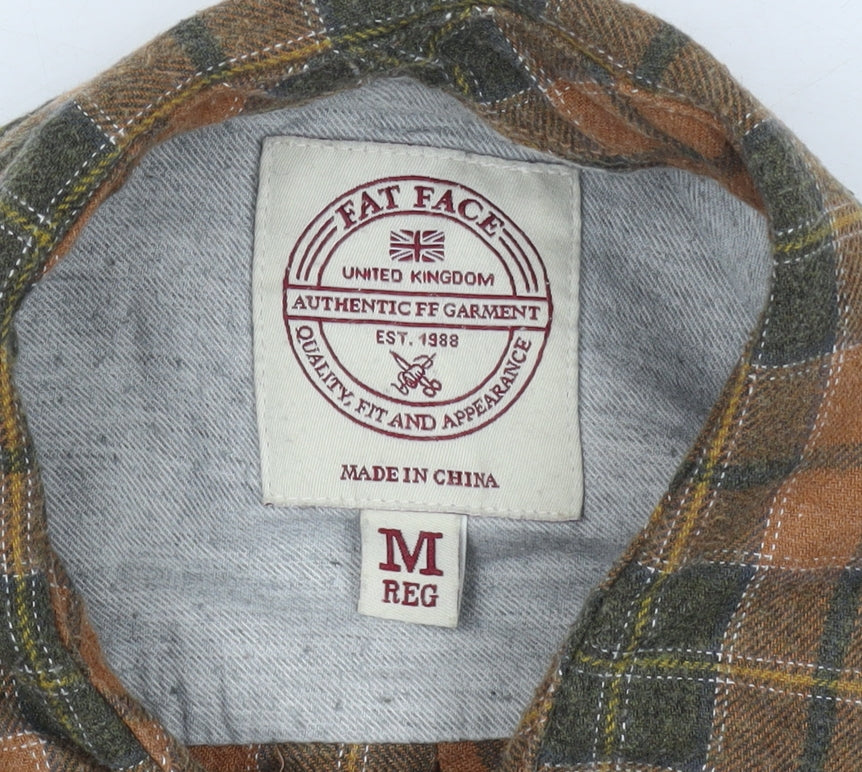 FAT FACE
UNITED KINGDOM
AUTHENTIC FF GARMENT
EST. 1988
QUALITY, FIT AND APPEARANCE
MADE IN CHINA
M
REG